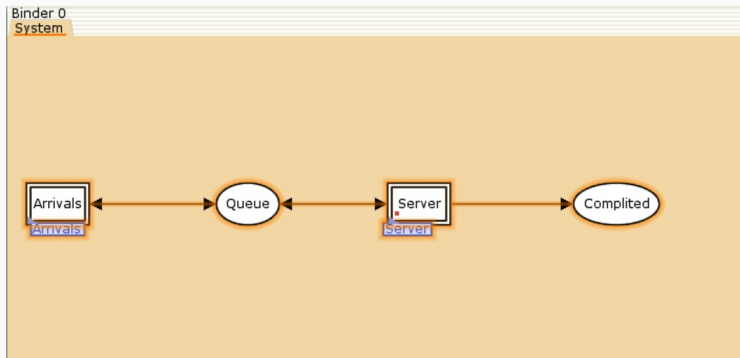 Binder 0
System
Arrivals
Queue
Server
Complited
Arrivals
Server